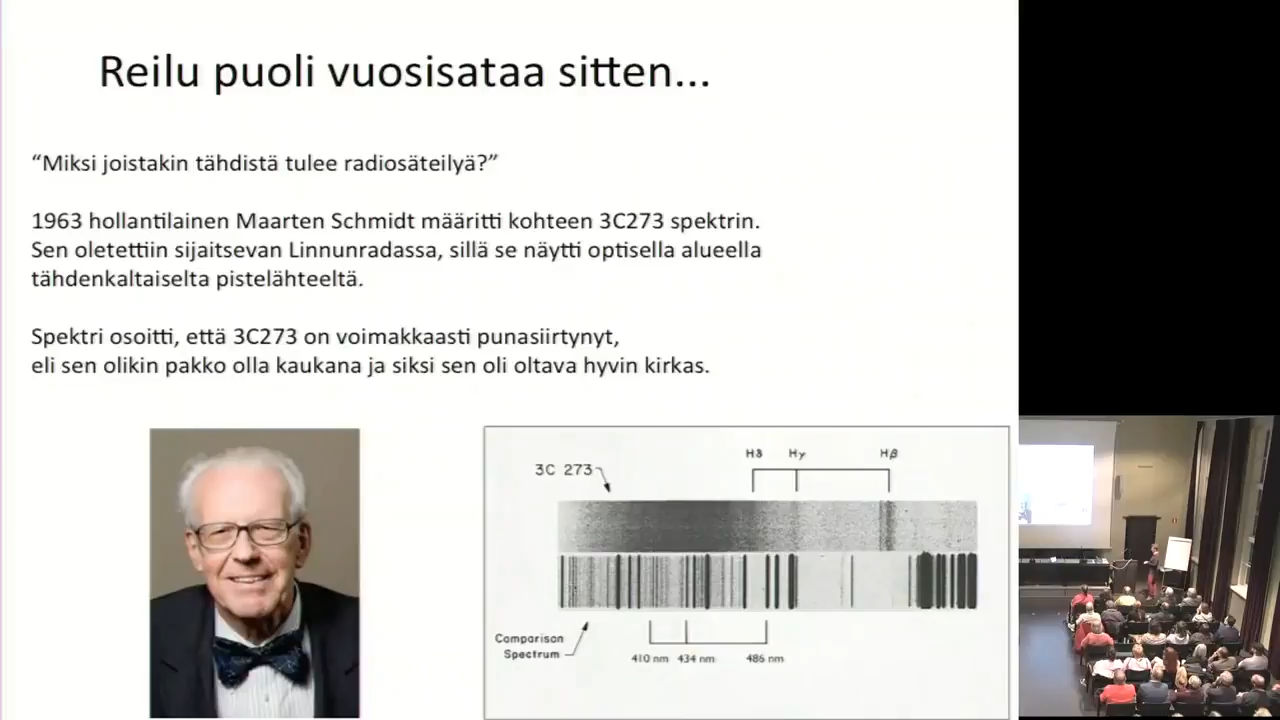 Reilu puoli vuosisataa sitten...
“Miksi joistakin tähdistä tulee radiosäteilyä?”
1963 hollantilainen Maarten Schmidt määritti kohteen 3C273 spektrin.
Sen oletettiin sijaitsevan Linnunradassa, sillä se näytti optisella alueella
tähdenkaltaiselta pistelähteeltä.
Spektri osoitti, että 3C273 on voimakkaasti punasiirtynyt,
eli sen olikin pakko olla kaukana ja siksi sen oli oltava hyvin kirkas.
Hδ Hγ Hβ
3C 273
Comparison
Spectrum
410 nm 434 nm 486 nm